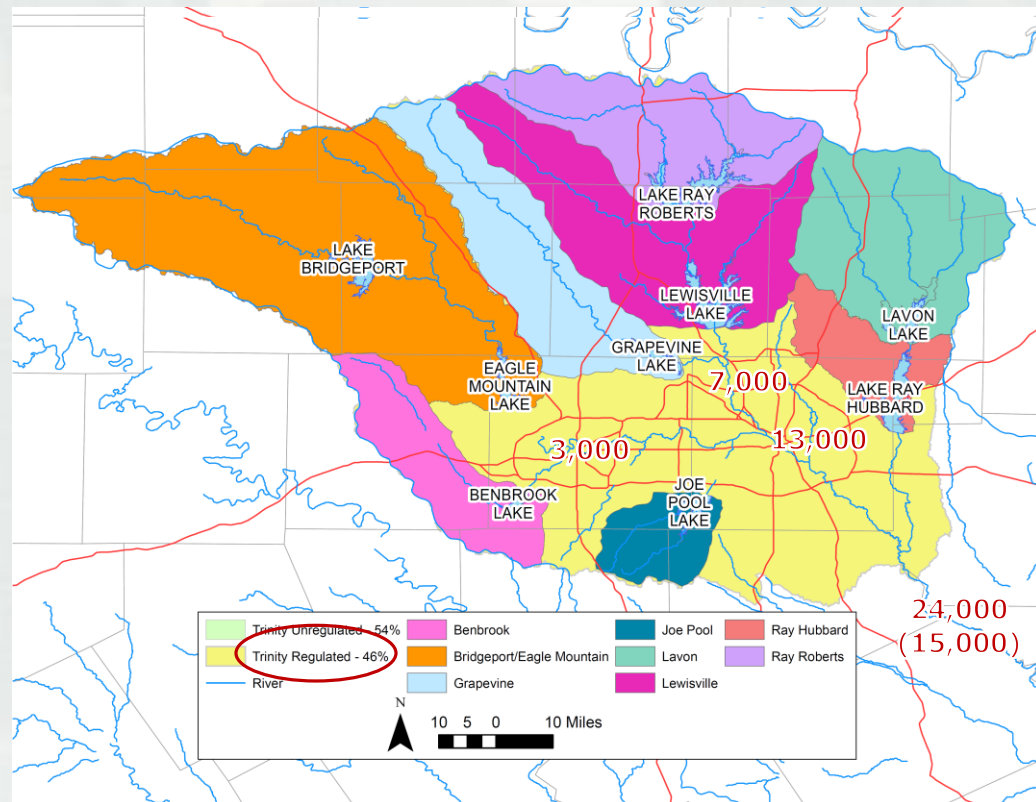 LAKE RAY
ROBERTS
LAKE
BRIDGEPORT
LEWISVILLE
LAKE
LAVON
LAKE
GRAPEVINE
LAKE
EAGLE
MOUNTAIN
LAKE
7,000
LAKE RAY
HUBBARD
3,000
13,000
BENBROOK
LAKE
JOE
POOL
LAKE
24,000
(15,000)
Trinity Unregulated - 54%
Trinity Regulated - 46%
River
Benbrook
Bridgeport/Eagle Mountain
Grapevine
Joe Pool
Lavon
Lewisville
Ray Hubbard
Ray Roberts
N
10 5 0 10 Miles